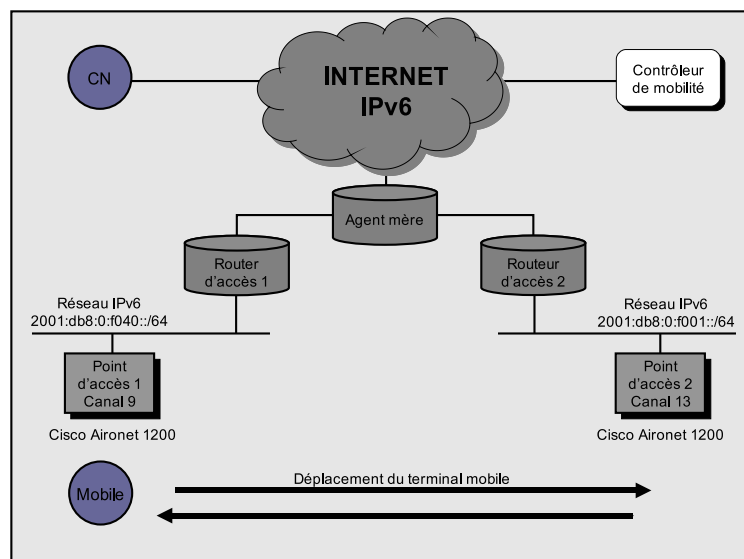 CN
INTERNET
IPv6
Contrôleur
de mobilité
Agent mère
Router
d'accès 1
Routeur
d'accès 2
Réseau IPv6
2001:db8:0:f040::/64
Réseau IPv6
2001:db8:0:f001::/64
Point
d'accès 1
Canal 9
Point
d'accès 2
Canal 13
Cisco Aironet 1200
Cisco Aironet 1200
Mobile
Déplacement du terminal mobile